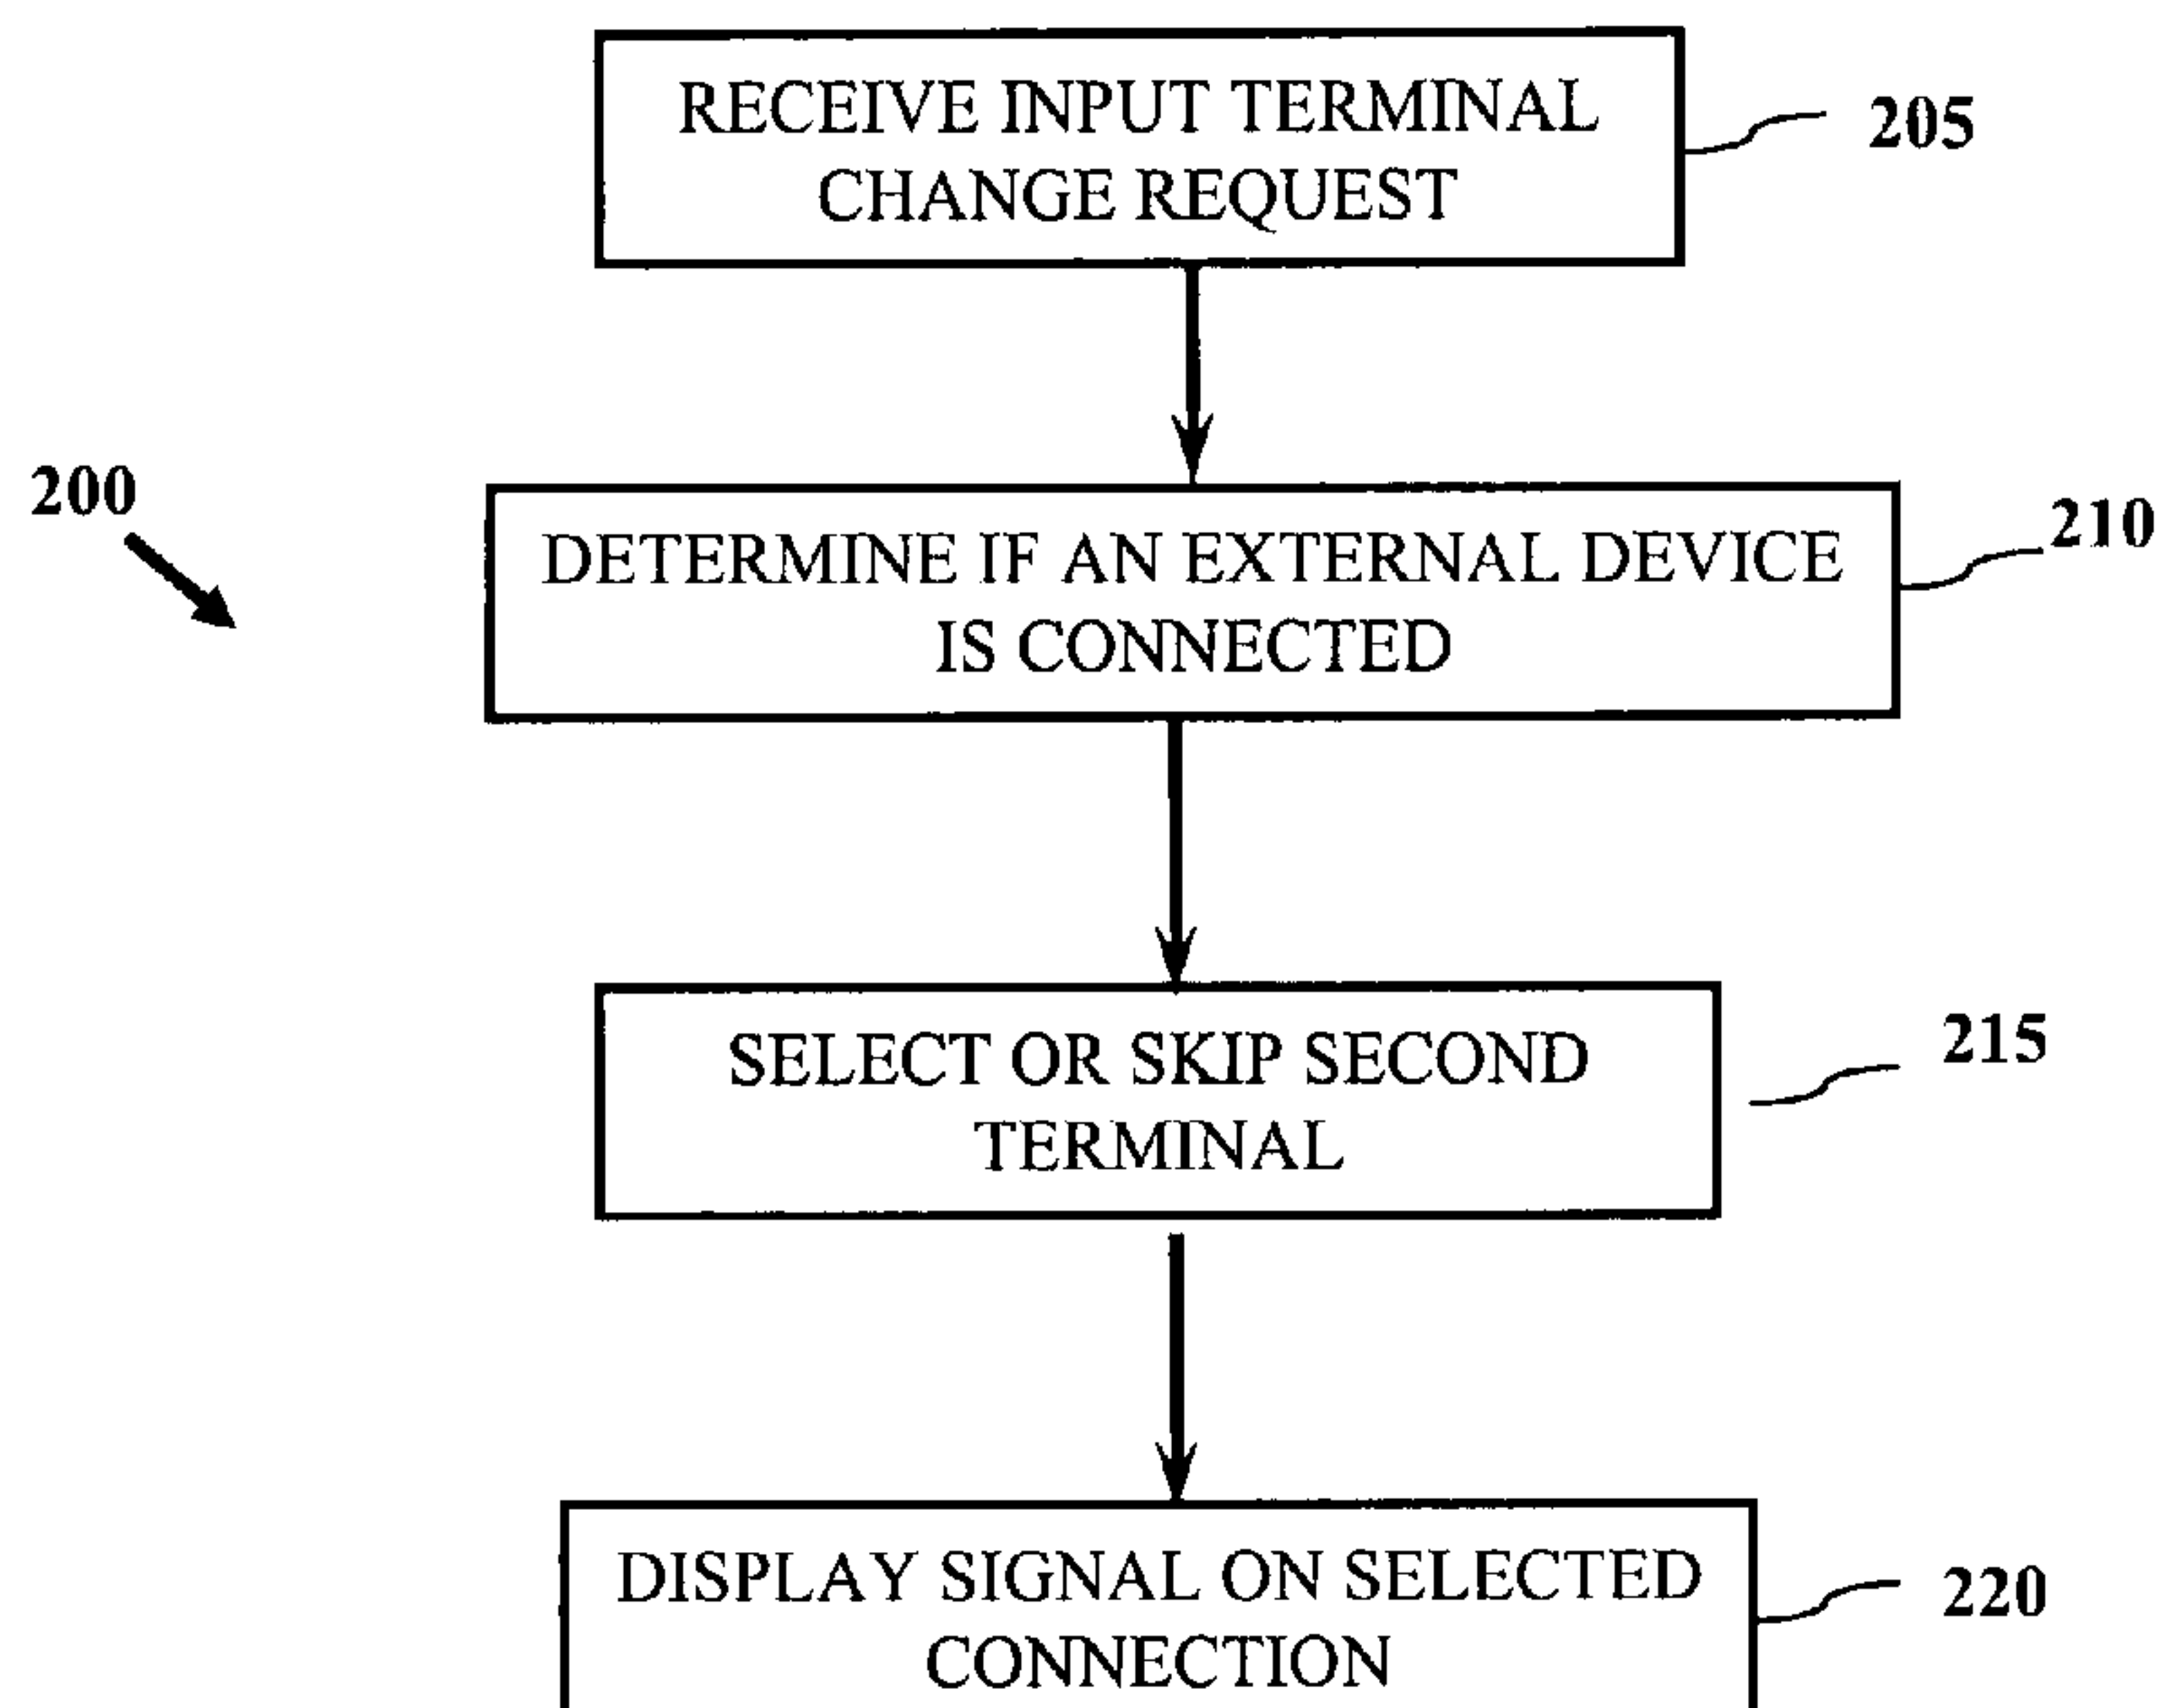 RECEIVE INPUT TERMINAL
CHANGE REQUEST
205
200
DETERMINE IF AN EXTERNAL DEVICE
IS CONNECTED
210
SELECT OR SKIP SECOND
TERMINAL
215
DISPLAY SIGNAL ON SELECTED
CONNECTION
220